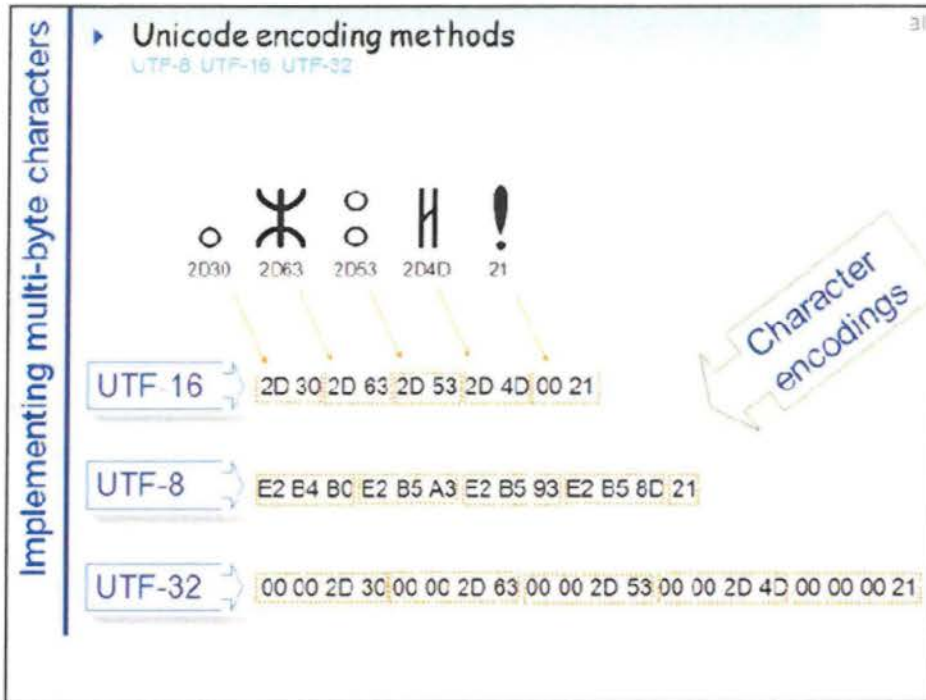 Implementing multi-byte characters
Unicode encoding methods
UTF-8 UTF-16 UTF-32
ⴰ ⵣ ⵓ ⵍ !
2D30 2D63 2D53 2D4D 21
Character
encodings
UTF-16 2D 30 2D 63 2D 53 2D 4D 00 21
UTF-8 E2 B4 B0 E2 B5 A3 E2 B5 93 E2 B5 8D 21
UTF-32 00 00 2D 30 00 00 2D 63 00 00 2D 53 00 00 2D 4D 00 00 00 21